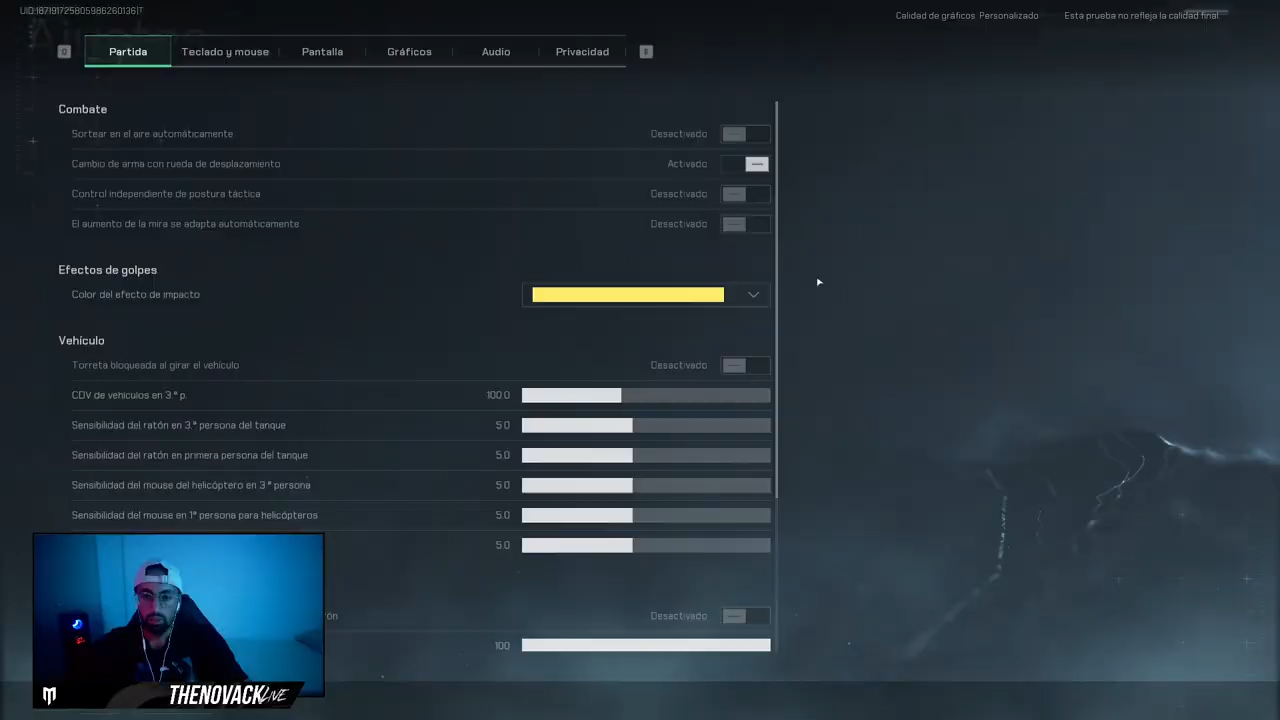 UID:18719172580598626013611T
Calidad de gráficos: Personalizado
Esta prueba no refleja la calidad final.
Q
Partida
Teclado y mouse
Pantalla
Gráficos
Audio
Privacidad
E
Combate
Sortear en el aire automáticamente
Desactivado
Cambio de arma con rueda de desplazamiento
Activado
Control independiente de postura táctica
Desactivado
El aumento de la mira se adapta automáticamente
Desactivado
Efectos de golpes
Color del efecto de impacto
Vehículo
Torreta bloqueada al girar el vehículo
Desactivado
CDV de vehículos en 3.ª p.
100.0
Sensibilidad del ratón en 3.ª persona del tanque
5.0
Sensibilidad del ratón en primera persona del tanque
5.0
Sensibilidad del mouse del helicóptero en 3.ª persona
5.0
Sensibilidad del mouse en 1ª persona para helicópteros
5.0
5.0
ón
Desactivado
100
THENOVACK LIVE